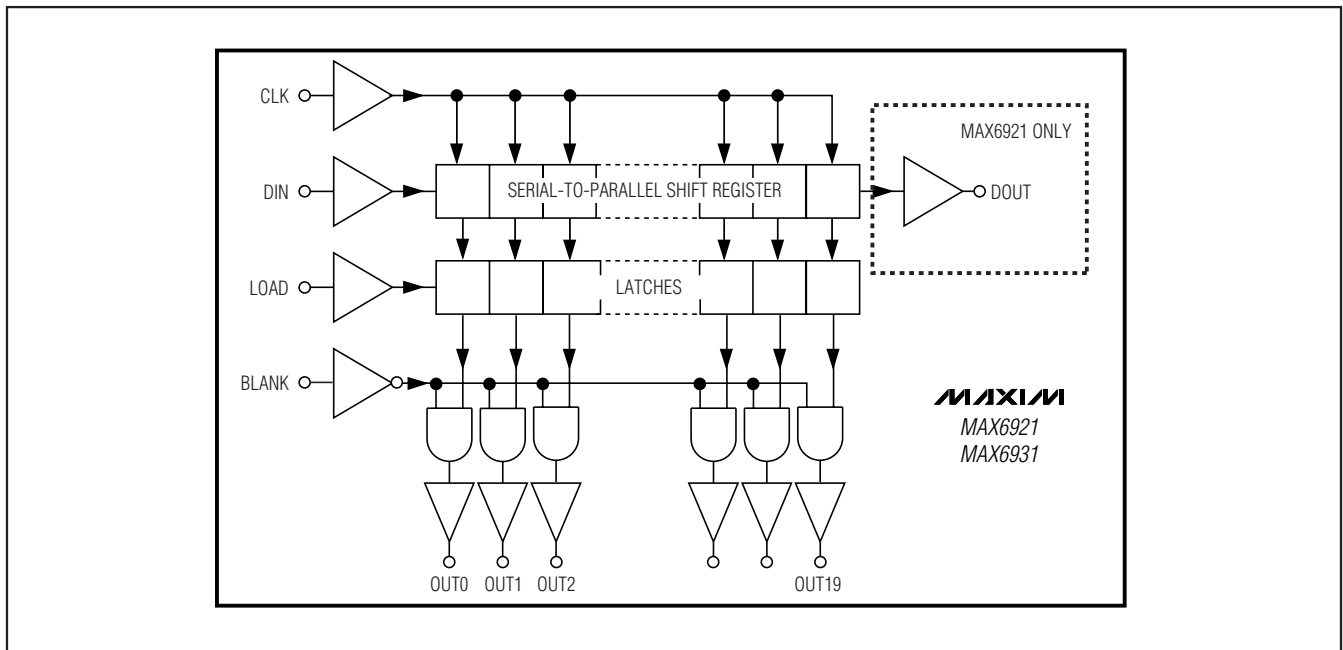 CLK
MAX6921 ONLY
DIN
SERIAL-TO-PARALLEL SHIFT REGISTER
DOUT
LOAD
LATCHES
BLANK
MAXIM
MAX6921
MAX6931
OUT0 OUT1 OUT2 OUT19